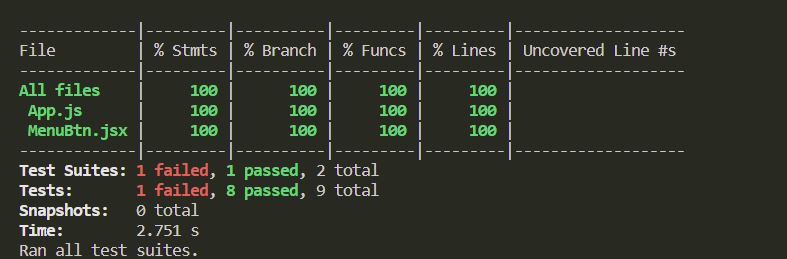 --------------|---------|----------|---------|---------|-------------------
File          | % Stmts | % Branch | % Funcs | % Lines | Uncovered Line #s
--------------|---------|----------|---------|---------|-------------------
All files     |     100 |      100 |     100 |     100 |
 App.js       |     100 |      100 |     100 |     100 |
 MenuBtn.jsx  |     100 |      100 |     100 |     100 |
--------------|---------|----------|---------|---------|-------------------
Test Suites: 1 failed, 1 passed, 2 total
Tests:       1 failed, 8 passed, 9 total
Snapshots:   0 total
Time:        2.751 s
Ran all test suites.